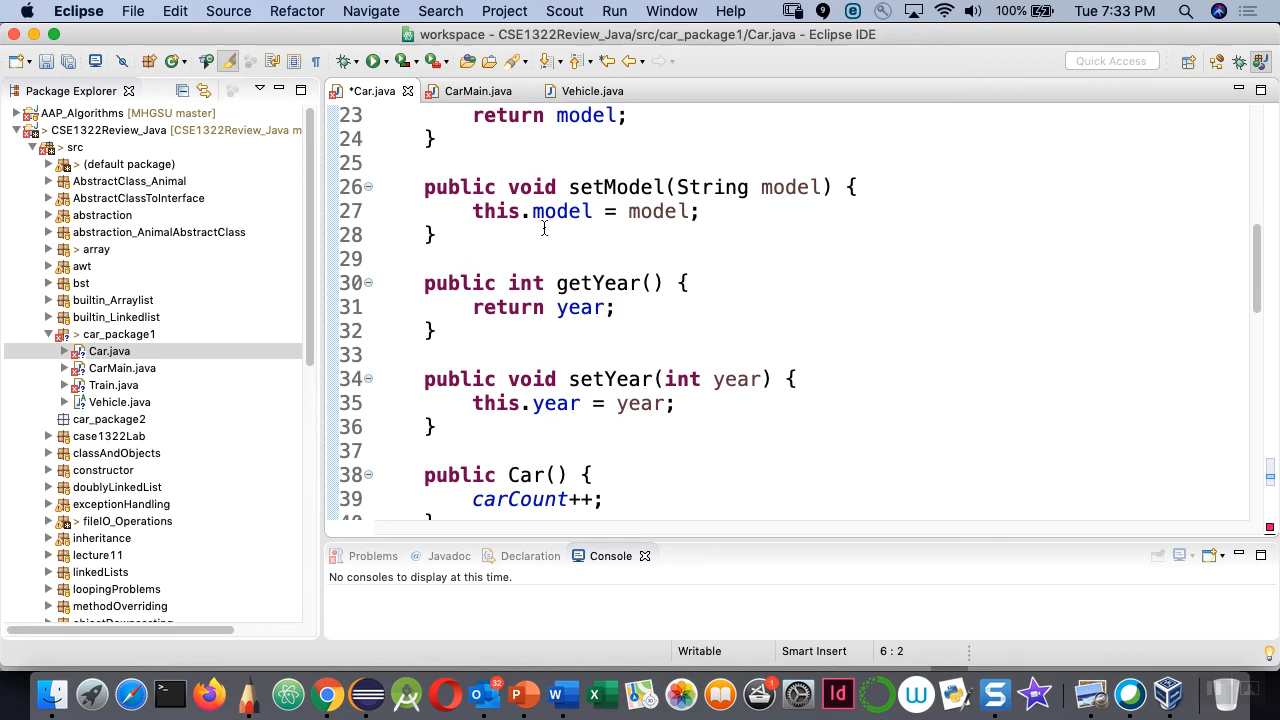 Eclipse File Edit Source Refactor Navigate Search Project Scout Run Window Help 9 100% Tue 7:33 PM
workspace - CSE1322Review_Java/src/car_package1/Car.java - Eclipse IDE
Quick Access
Package Explorer
*Car.java CarMain.java Vehicle.java
AAP_Algorithms [MHGSU master]
> CSE1322Review_Java [CSE1322Review_Java m
> src
> (default package)
AbstractClass_Animal
AbstractClassToInterface
abstraction
abstraction_AnimalAbstractClass
> array
awt
bst
builtin_Arraylist
builtin_Linkedlist
> car_package1
Car.java
CarMain.java
Train.java
Vehicle.java
car_package2
case1322Lab
classAndObjects
constructor
doublyLinkedList
exceptionHandling
> fileIO_Operations
inheritance
lecture11
linkedLists
loopingProblems
methodOverriding
23 return model;
24 }
25
26 public void setModel(String model) {
27 this.model = model;
28 }
29
30 public int getYear() {
31 return year;
32 }
33
34 public void setYear(int year) {
35 this.year = year;
36 }
37
38 public Car() {
39 carCount++;
Problems @ Javadoc Declaration Console
No consoles to display at this time.
Writable Smart Insert 6 : 2
32 1